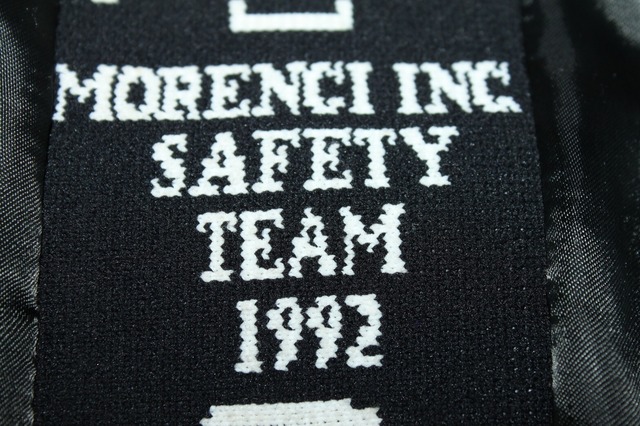 MORENCI INC
SAFETY
TEAM
1992